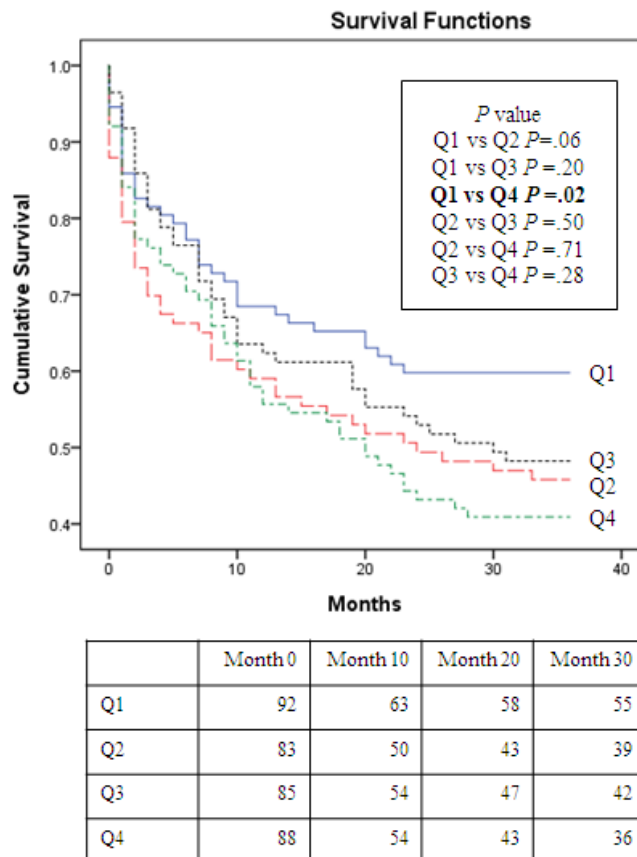 Survival Functions
1.0
0.9
0.8
0.7
0.6
0.5
0.4
Cumulative Survival
P value
Q1 vs Q2 P=.06
Q1 vs Q3 P=.20
Q1 vs Q4 P=.02
Q2 vs Q3 P=.50
Q2 vs Q4 P=.71
Q3 vs Q4 P=.28
Q1
Q3
Q2
Q4
0 10 20 30 40
Months
Month 0 Month 10 Month 20 Month 30
Q1 92 63 58 55
Q2 83 50 43 39
Q3 85 54 47 42
Q4 88 54 43 36